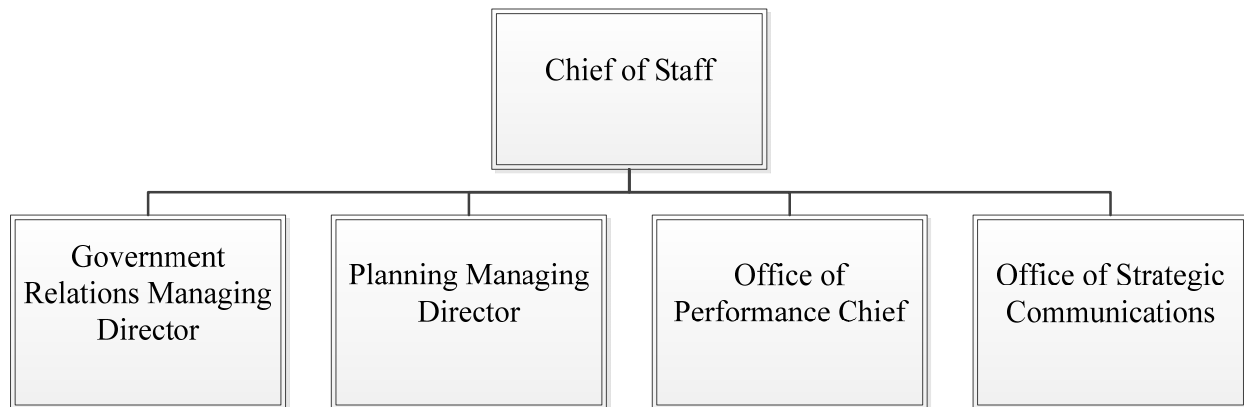 Chief of Staff
Government
Relations Managing
Director
Planning Managing
Director
Office of
Performance Chief
Office of Strategic
Communications